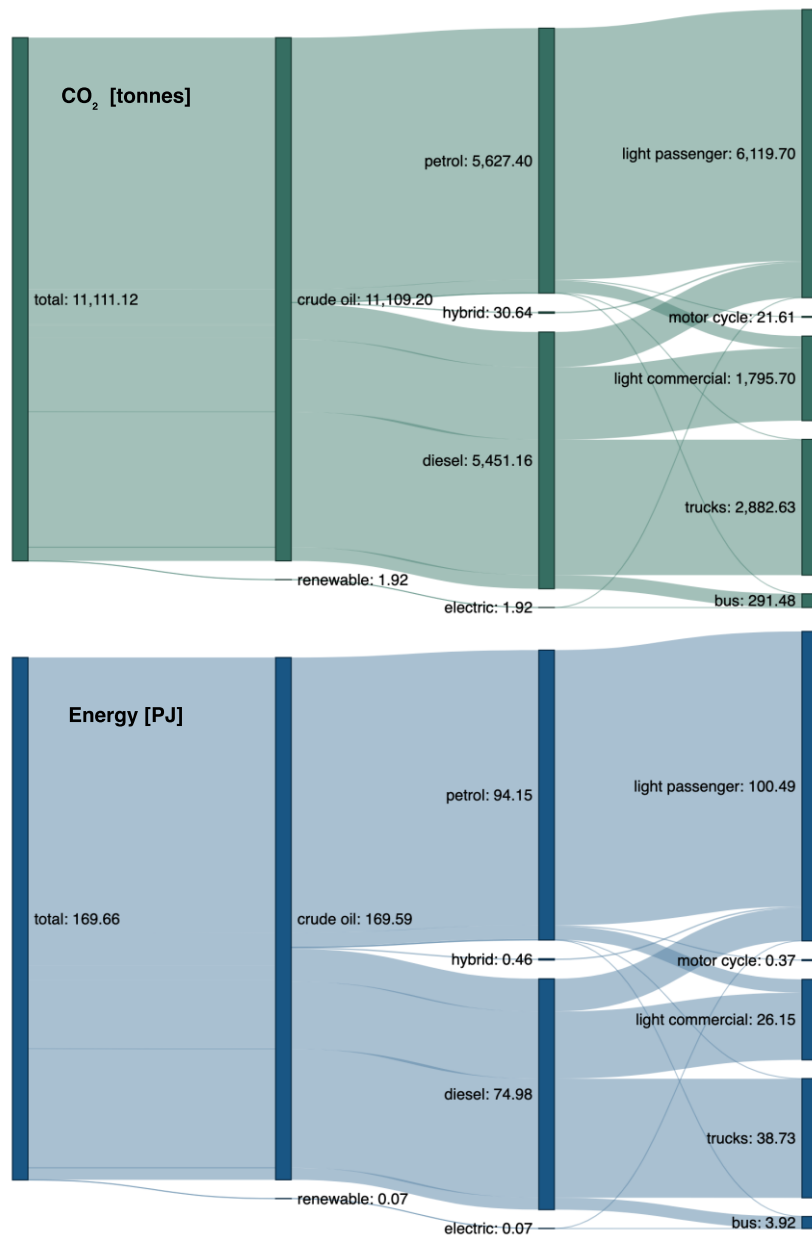 CO₂ [tonnes]
petrol: 5,627.40
light passenger: 6,119.70
total: 11,111.12
crude oil: 11,109.20
hybrid: 30.64
motor cycle: 21.61
light commercial: 1,795.70
diesel: 5,451.16
trucks: 2,882.63
renewable: 1.92
electric: 1.92
bus: 291.48
Energy [PJ]
petrol: 94.15
light passenger: 100.49
total: 169.66
crude oil: 169.59
hybrid: 0.46
motor cycle: 0.37
light commercial: 26.15
diesel: 74.98
trucks: 38.73
renewable: 0.07
electric: 0.07
bus: 3.92